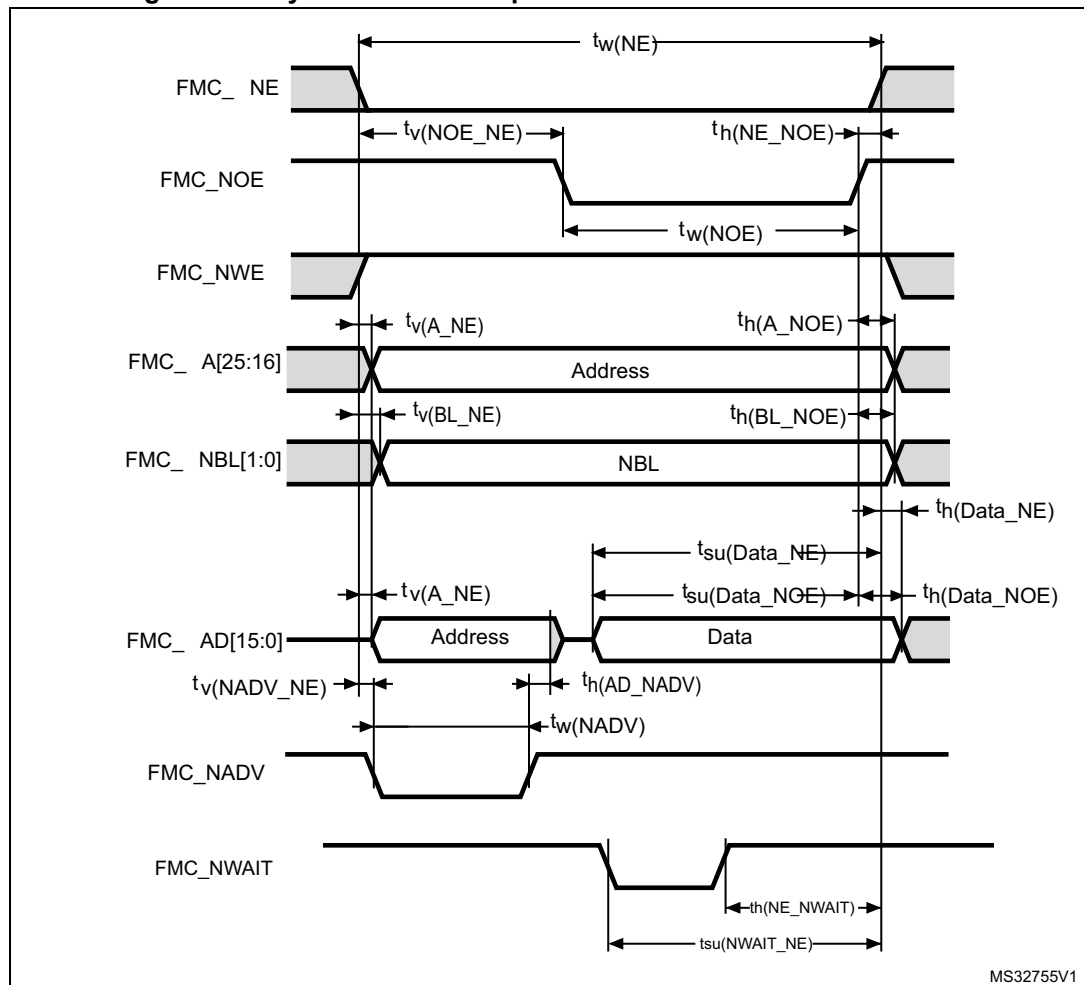 tw(NE)
FMC_ NE
tv(NOE_NE)
th(NE_NOE)
FMC_NOE
tw(NOE)
FMC_NWE
tv(A_NE)
th(A_NOE)
FMC_ A[25:16]
Address
tv(BL_NE)
th(BL_NOE)
FMC_ NBL[1:0]
NBL
th(Data_NE)
tsu(Data_NE)
tv(A_NE)
tsu(Data_NOE)
th(Data_NOE)
FMC_ AD[15:0]
Address
Data
tv(NADV_NE)
th(AD_NADV)
tw(NADV)
FMC_NADV
FMC_NWAIT
th(NE_NWAIT)
tsu(NWAIT_NE)
MS32755V1